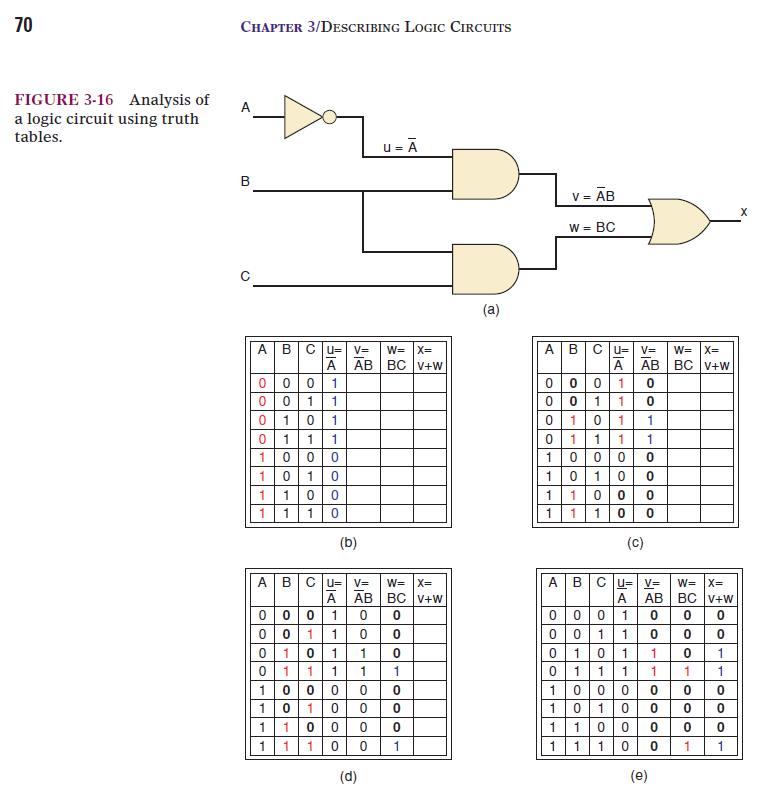 70
CHAPTER 3/DESCRIBING LOGIC CIRCUITS
FIGURE 3-16 Analysis of
a logic circuit using truth
tables.
A
u = A̅
B
v = A̅B
x
w = BC
C
(a)
A B C u= v= w= x=
A̅ A̅B BC v+w
0 0 0 1
0 0 1 1
0 1 0 1
0 1 1 1
1 0 0 0
1 0 1 0
1 1 0 0
1 1 1 0
(b)
A B C u= v= w= x=
A̅ A̅B BC v+w
0 0 0 1 0
0 0 1 1 0
0 1 0 1 1
0 1 1 1 1
1 0 0 0 0
1 0 1 0 0
1 1 0 0 0
1 1 1 0 0
(c)
A B C u= v= w= x=
A̅ A̅B BC v+w
0 0 0 1 0 0
0 0 1 1 0 0
0 1 0 1 1 0
0 1 1 1 1 1
1 0 0 0 0 0
1 0 1 0 0 0
1 1 0 0 0 0
1 1 1 0 0 1
(d)
A B C u= v= w= x=
A̅ A̅B BC v+w
0 0 0 1 0 0 0
0 0 1 1 0 0 0
0 1 0 1 1 0 1
0 1 1 1 1 1 1
1 0 0 0 0 0 0
1 0 1 0 0 0 0
1 1 0 0 0 0 0
1 1 1 0 0 1 1
(e)